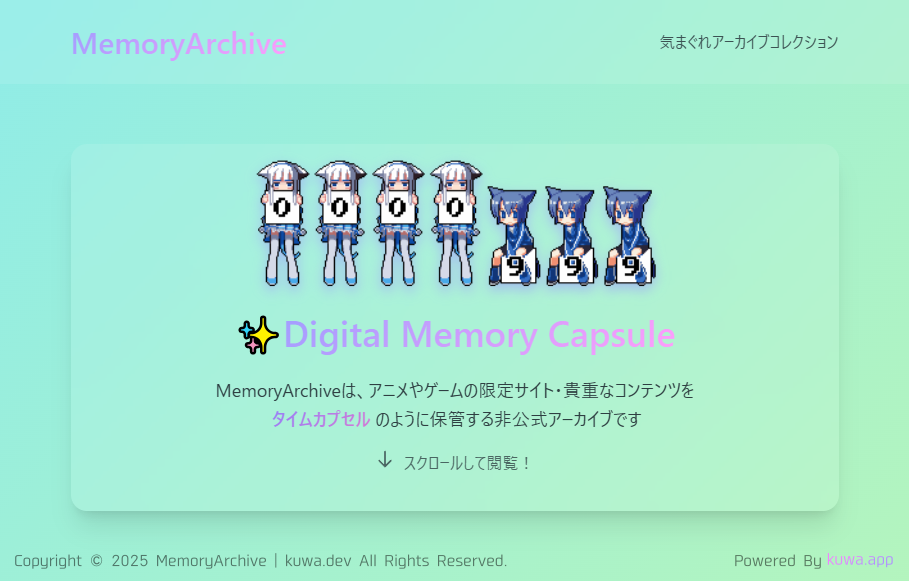 MemoryArchive
気まぐれアーカイブコレクション
0 0 0 0 9 9 9
✨Digital Memory Capsule
MemoryArchiveは、アニメやゲームの限定サイト・貴重なコンテンツを
タイムカプセル のように保管する非公式アーカイブです
↓ スクロールして閲覧！
Copyright © 2025 MemoryArchive | kuwa.dev All Rights Reserved.
Powered By kuwa.app